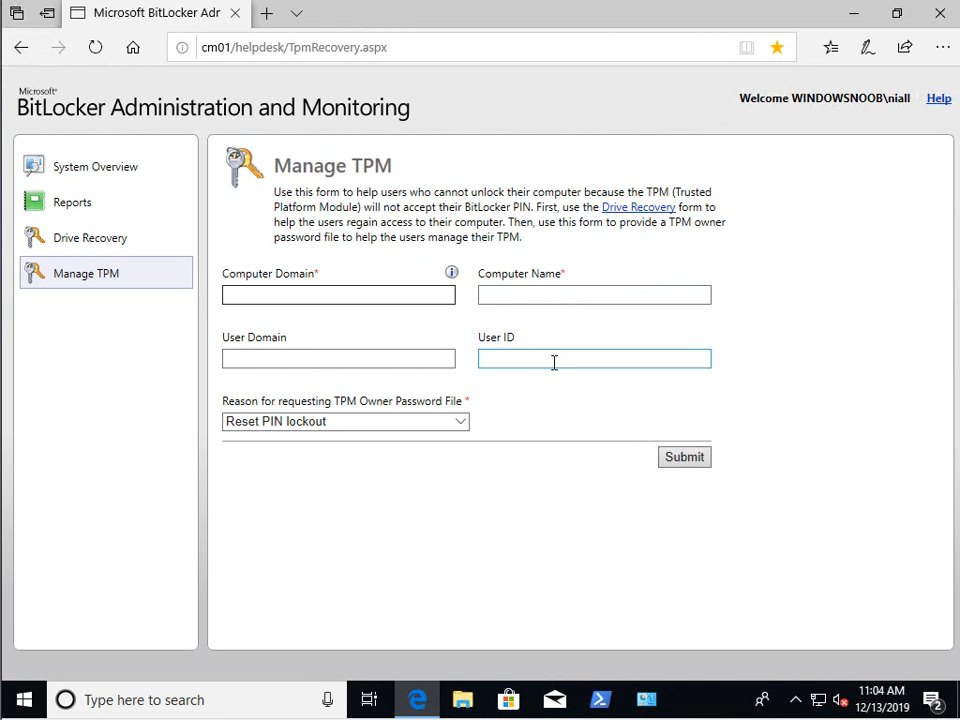 Microsoft BitLocker Adr
cm01/helpdesk/TpmRecovery.aspx
Microsoft®
BitLocker Administration and Monitoring
Welcome WINDOWSNOOB\niall
Help
System Overview
Reports
Drive Recovery
Manage TPM
Manage TPM
Use this form to help users who cannot unlock their computer because the TPM (Trusted
Platform Module) will not accept their BitLocker PIN. First, use the Drive Recovery form to
help the users regain access to their computer. Then, use this form to provide a TPM owner
password file to help the users manage their TPM.
Computer Domain*
Computer Name*
User Domain
User ID
Reason for requesting TPM Owner Password File *
Reset PIN lockout
Submit
Type here to search
11:04 AM
12/13/2019
2